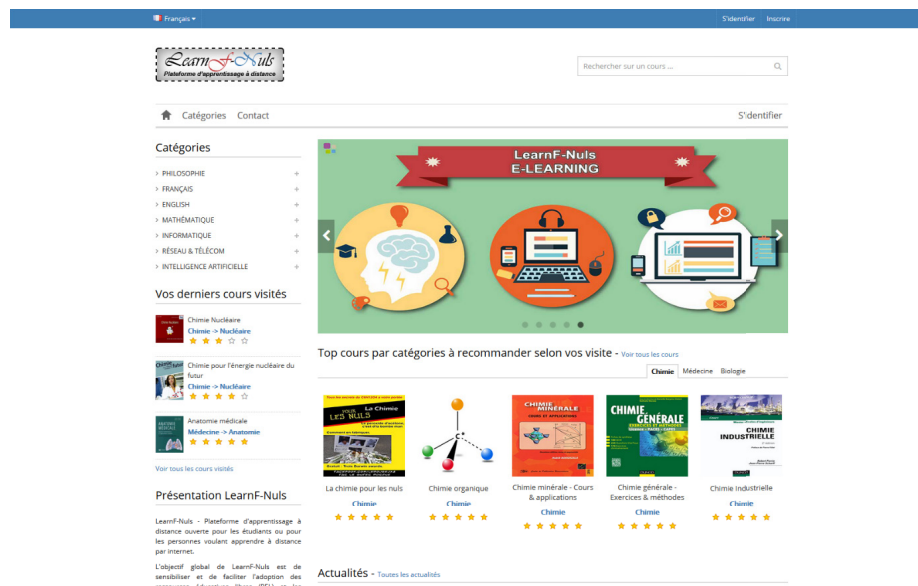 Français
S'identifier Inscrire
LearnF-Nuls
Plateforme d'apprentissage à distance
Rechercher sur un cours ...
Catégories Contact
S'identifier
Catégories
> PHILOSOPHIE +
> FRANÇAIS +
> ENGLISH +
> MATHÉMATIQUE +
> INFORMATIQUE +
> RÉSEAU & TÉLÉCOM +
> INTELLIGENCE ARTIFICIELLE +
LearnF-Nuls
E-LEARNING
Vos derniers cours visités
Chimie Nucléaire
Chimie -> Nucléaire
Chimie pour l'énergie nucléaire du
futur
Chimie -> Nucléaire
Anatomie médicale
Médecine -> Anatomie
Voir tous les cours visités
Présentation LearnF-Nuls
LearnF-Nuls - Plateforme d'apprentissage à
distance ouverte pour les étudiants ou pour
les personnes voulant apprendre à distance
par internet.
L'objectif global de LearnF-Nuls est de
sensibiliser et de faciliter l'adoption des
Top cours par catégories à recommander selon vos visite - Voir tous les cours
Chimie Médecine Biologie
POUR
LES NULS
La Chimie
CHIMIE
MINÉRALE
COURS ET APPLICATIONS
CHIMIE
GÉNÉRALE
EXERCICES ET MÉTHODES
CHIMIE
INDUSTRIELLE
La chimie pour les nuls
Chimie
Chimie organique
Chimie
Chimie minérale - Cours
& applications
Chimie
Chimie générale -
Exercices & méthodes
Chimie
Chimie Industrielle
Chimie
Actualités - Toutes les actualités